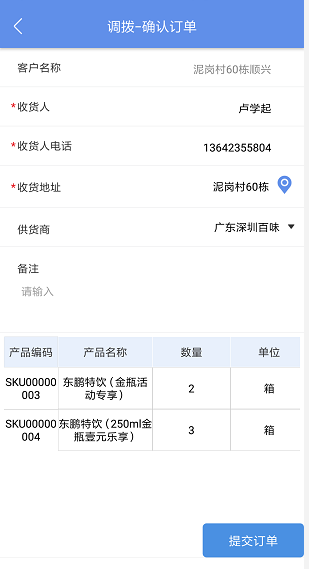 调拨-确认订单
客户名称 泥岗村60栋顺兴
*收货人 卢学起
*收货人电话 13642355804
*收货地址 泥岗村60栋
供货商 广东深圳百味
备注
请输入
产品编码 产品名称 数量 单位
SKU00000003 东鹏特饮（金瓶活动专享） 2 箱
SKU00000004 东鹏特饮（250ml金瓶壹元乐享） 3 箱
提交订单